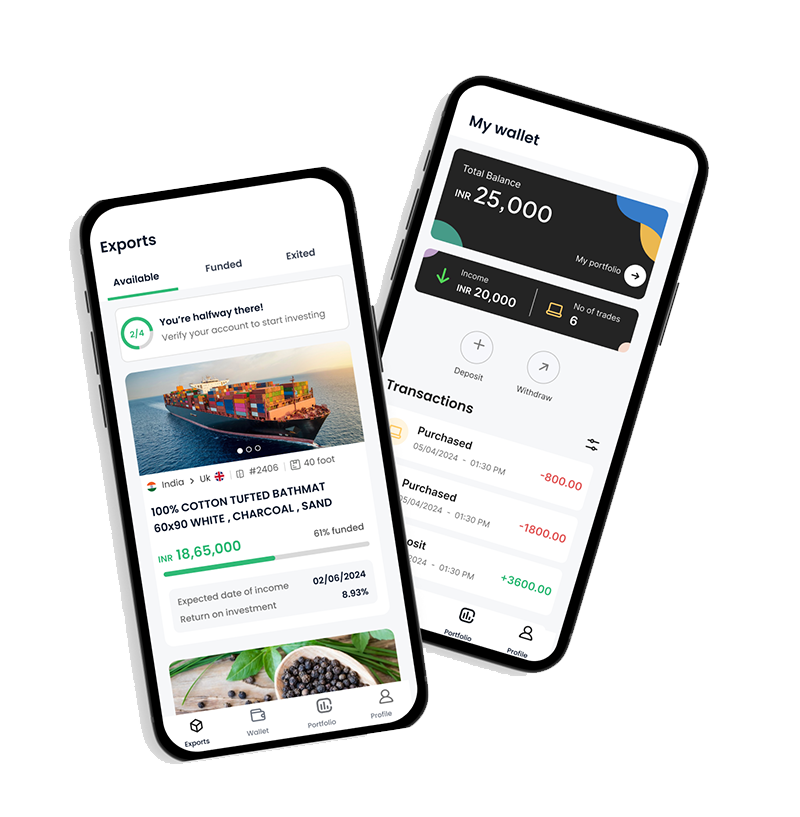 Exports
Available
Funded
Exited
2/4
You're halfway there!
Verify your account to start investing
India > Uk #2406 40 foot
100% COTTON TUFTED BATHMAT
60x90 WHITE , CHARCOAL , SAND
INR 18,65,000
61% funded
Expected date of income 02/06/2024
Return on investment 8.93%
Exports
Wallet
Portfolio
Profile
My wallet
Total Balance
INR 25,000
My portfolio
Income
INR 20,000
No of trades
6
Deposit
Withdraw
Transactions
Purchased
05/04/2024 - 01:30 PM
-800.00
Purchased
05/04/2024 - 01:30 PM
-1800.00
osit
2024 - 01:30 PM
+3600.00
Portfolio
Profile